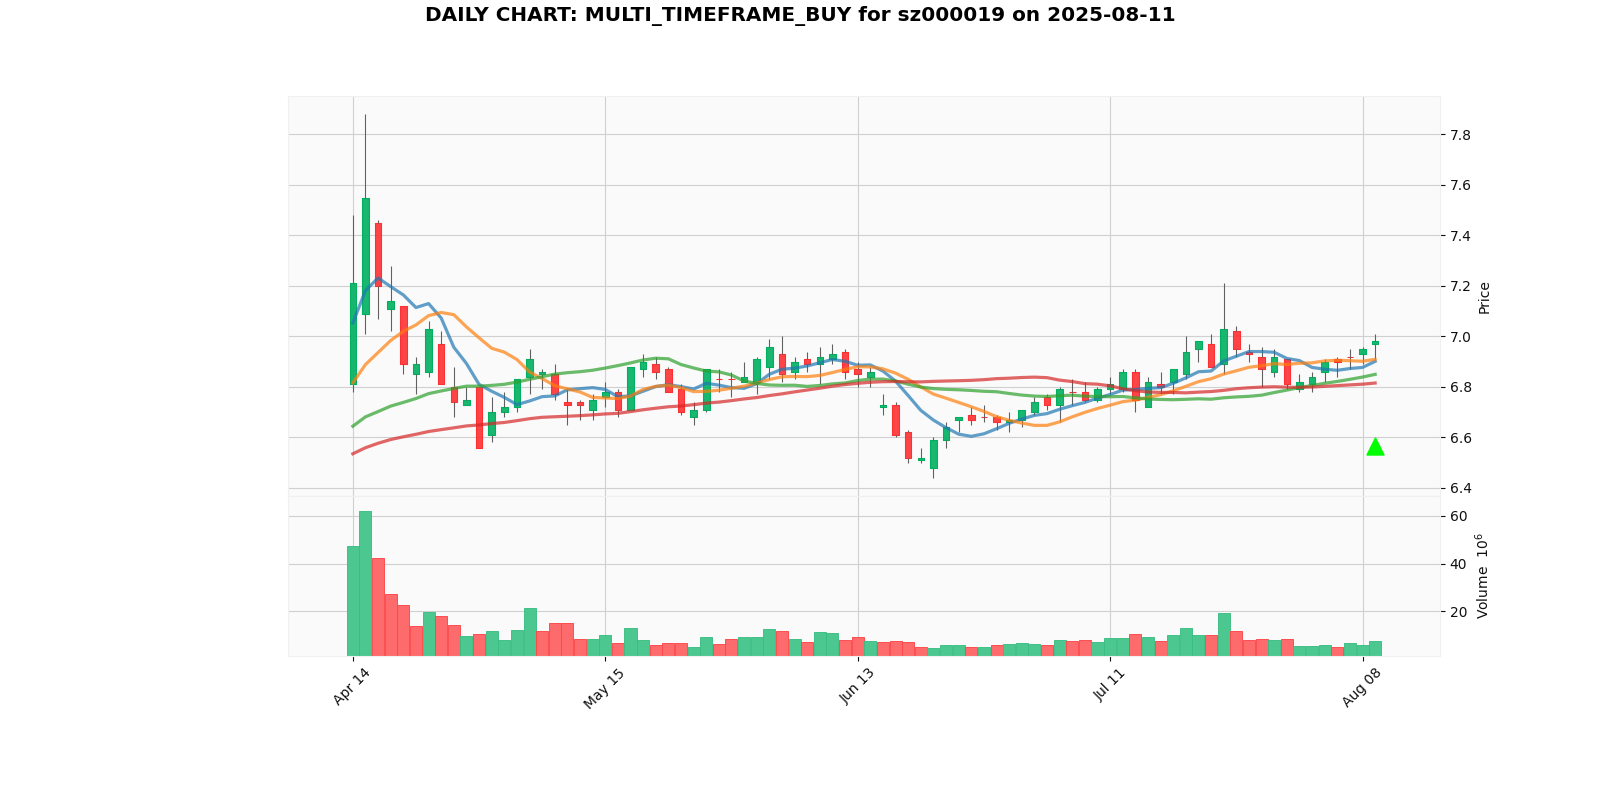 DAILY CHART: MULTI_TIMEFRAME_BUY for sz000019 on 2025-08-11
7.8
7.6
7.4
7.2
7.0
6.8
6.6
6.4
Price
60
40
20
Volume 10^6
Apr 14
May 15
Jun 13
Jul 11
Aug 08